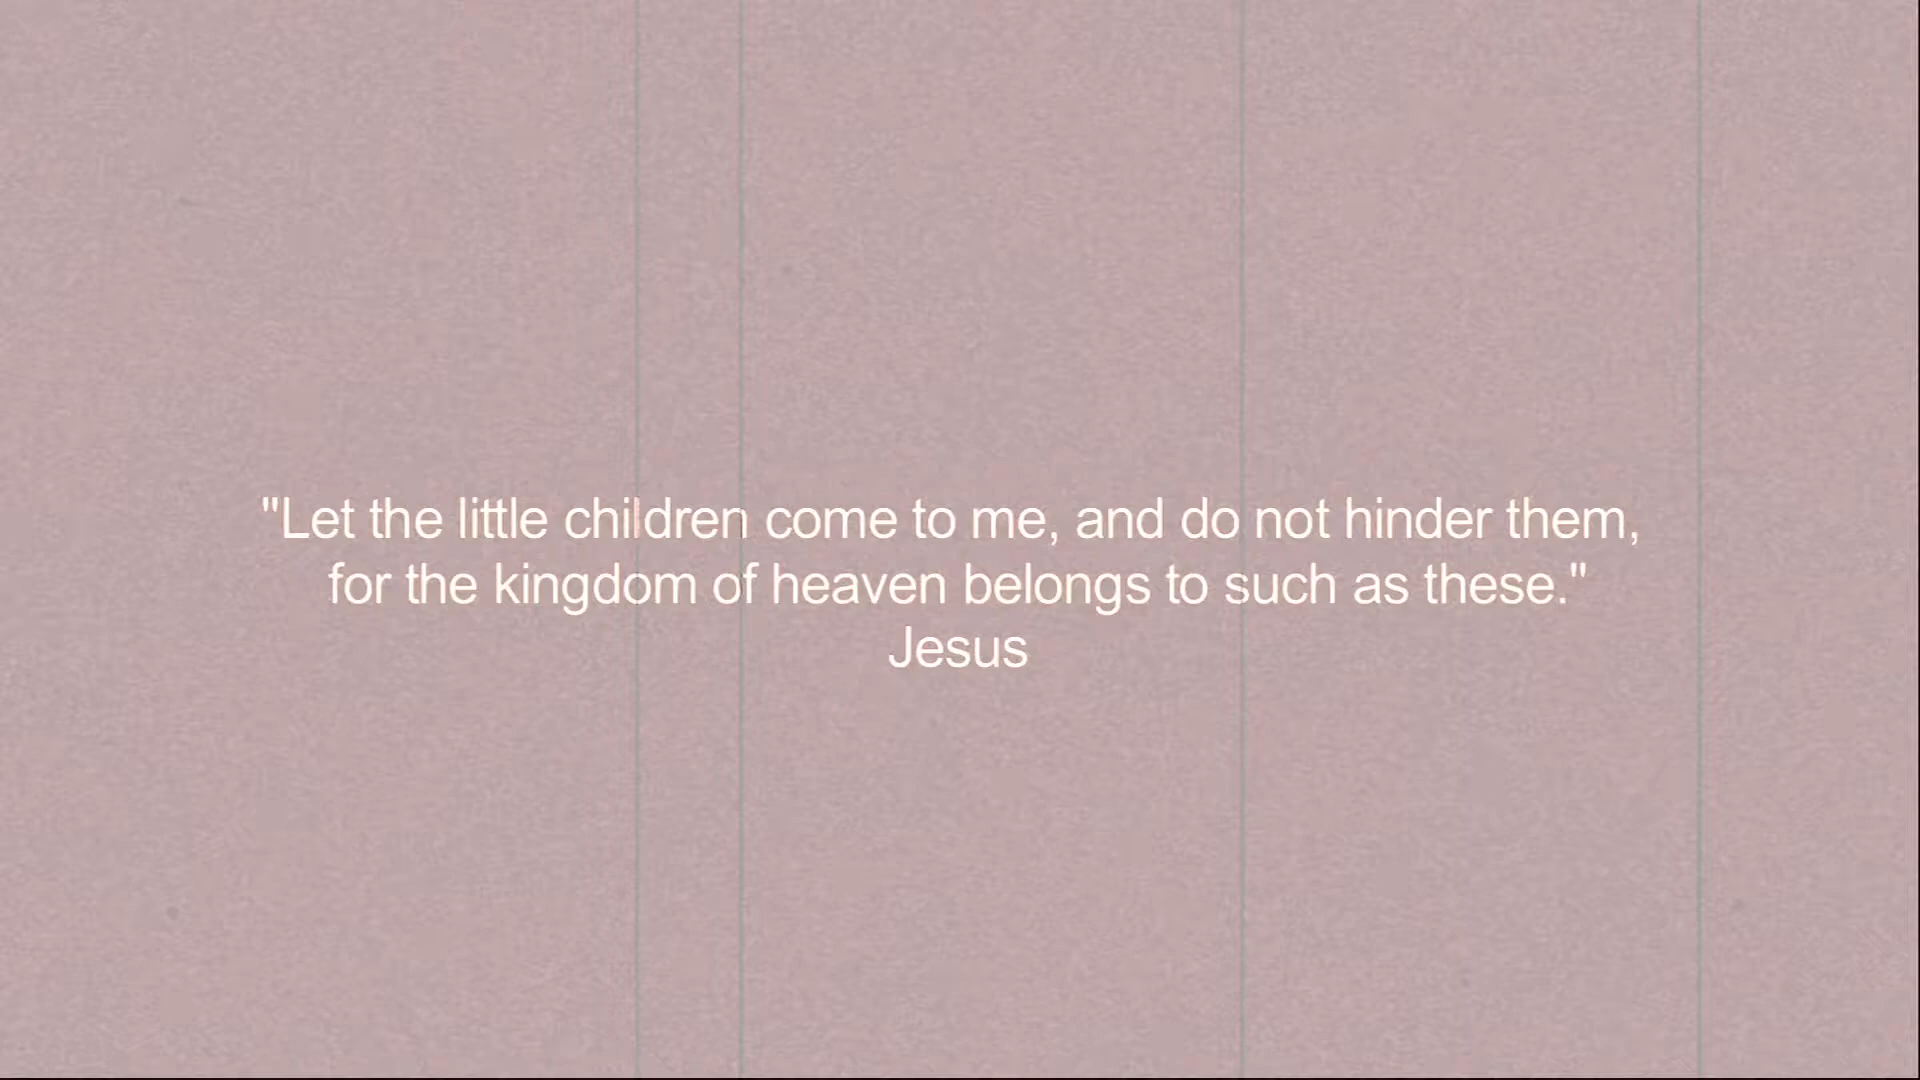 "Let the little children come to me, and do not hinder them,
for the kingdom of heaven belongs to such as these."
Jesus